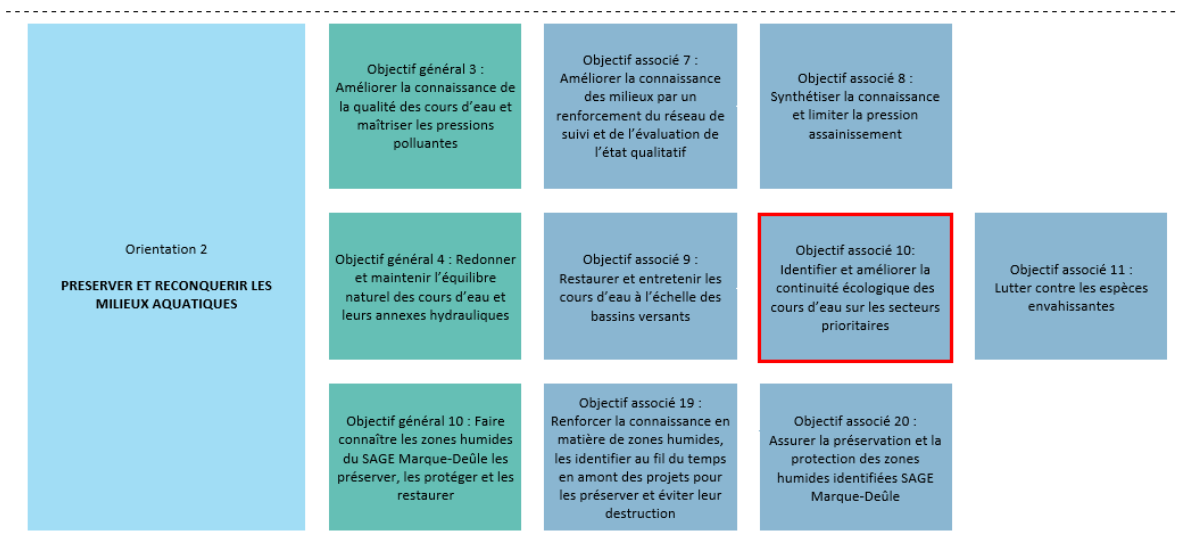 Orientation 2
PRESERVER ET RECONQUERIR LES
MILIEUX AQUATIQUES
Objectif général 3 :
Améliorer la connaissance de
la qualité des cours d’eau et
maîtriser les pressions
polluantes
Objectif associé 7 :
Améliorer la connaissance
des milieux par un
renforcement du réseau de
suivi et de l’évaluation de
l’état qualitatif
Objectif associé 8 :
Synthétiser la connaissance
et limiter la pression
assainissement
Objectif général 4 : Redonner
et maintenir l’équilibre
naturel des cours d’eau et
leurs annexes hydrauliques
Objectif associé 9 :
Restaurer et entretenir les
cours d’eau à l’échelle des
bassins versants
Objectif associé 10:
Identifier et améliorer la
continuité écologique des
cours d’eau sur les secteurs
prioritaires
Objectif associé 11 :
Lutter contre les espèces
envahissantes
Objectif général 10 : Faire
connaître les zones humides
du SAGE Marque-Deûle les
préserver, les protéger et les
restaurer
Objectif associé 19 :
Renforcer la connaissance en
matière de zones humides,
les identifier au fil du temps
en amont des projets pour
les préserver et éviter leur
destruction
Objectif associé 20 :
Assurer la préservation et la
protection des zones
humides identifiées SAGE
Marque-Deûle